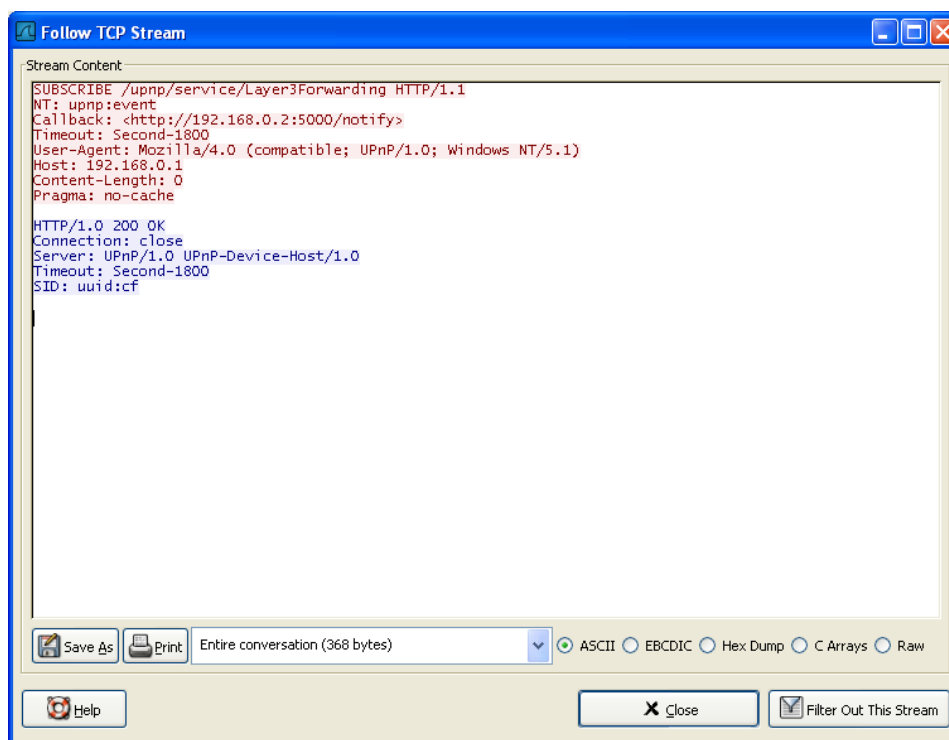 Follow TCP Stream
Stream Content
SUBSCRIBE /upnp/service/Layer3Forwarding HTTP/1.1
NT: upnp:event
Callback: <http://192.168.0.2:5000/notify>
Timeout: Second-1800
User-Agent: Mozilla/4.0 (compatible; UPnP/1.0; Windows NT/5.1)
Host: 192.168.0.1
Content-Length: 0
Pragma: no-cache
HTTP/1.0 200 OK
Connection: close
Server: UPnP/1.0 UPnP-Device-Host/1.0
Timeout: Second-1800
SID: uuid:cf
Save As Print Entire conversation (368 bytes) ASCII EBCDIC Hex Dump C Arrays Raw
Help Close Filter Out This Stream